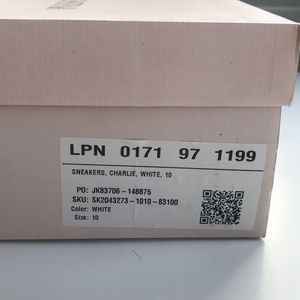 LPN 0171 97 1199
SNEAKERS, CHARLIE, WHITE, 10
PO: JK83706-148875
SKU: SK2043273-1010-83100
Color: WHITE
Size: 10